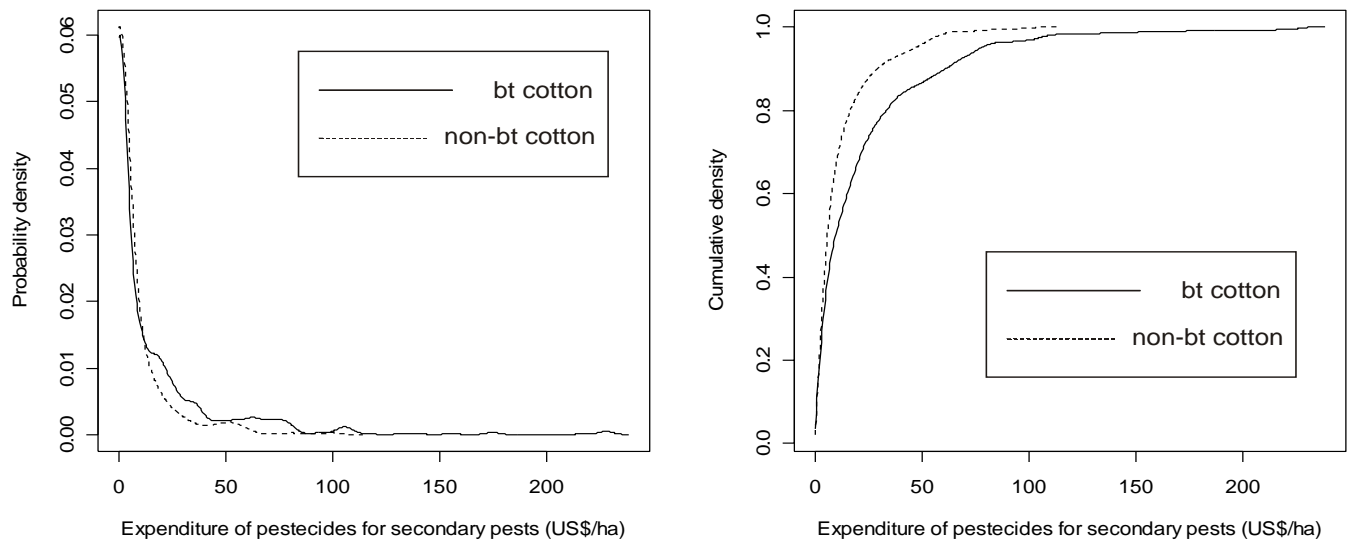 0.06
0.05
0.04
0.03
0.02
0.01
0.00
Probability density
bt cotton
non-bt cotton
0 50 100 150 200
Expenditure of pestecides for secondary pests (US$/ha)
1.0
0.8
0.6
0.4
0.2
0.0
Cumulative density
bt cotton
non-bt cotton
0 50 100 150 200
Expenditure of pestecides for secondary pests (US$/ha)